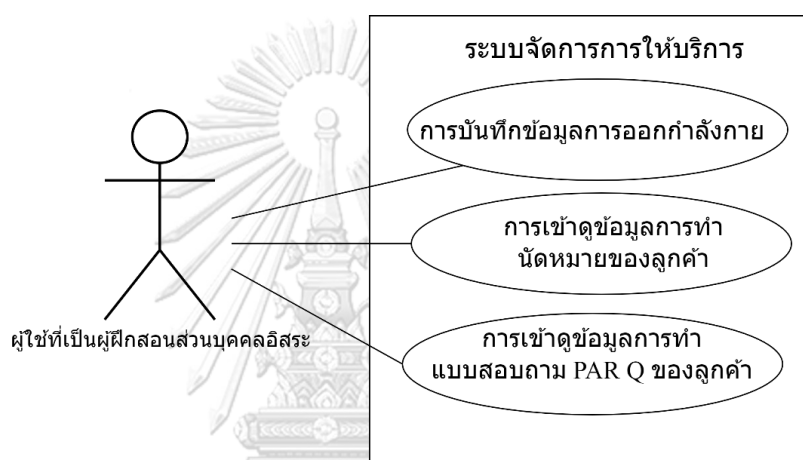 ระบบจัดการการให้บริการ
การบันทึกข้อมูลการออกกำลังกาย
การเข้าดูข้อมูลการทำ
นัดหมายของลูกค้า
ผู้ใช้ที่เป็นผู้ฝึกสอนส่วนบุคคลอิสระ
การเข้าดูข้อมูลการทำ
แบบสอบถาม PAR Q ของลูกค้า